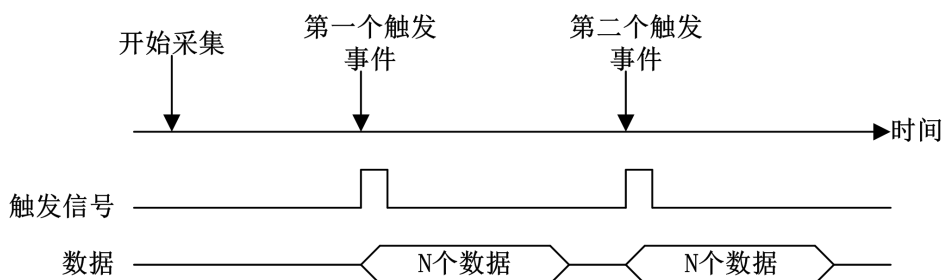 开始采集
第一个触发
事件
第二个触发
事件
时间
触发信号
数据
N个数据
N个数据